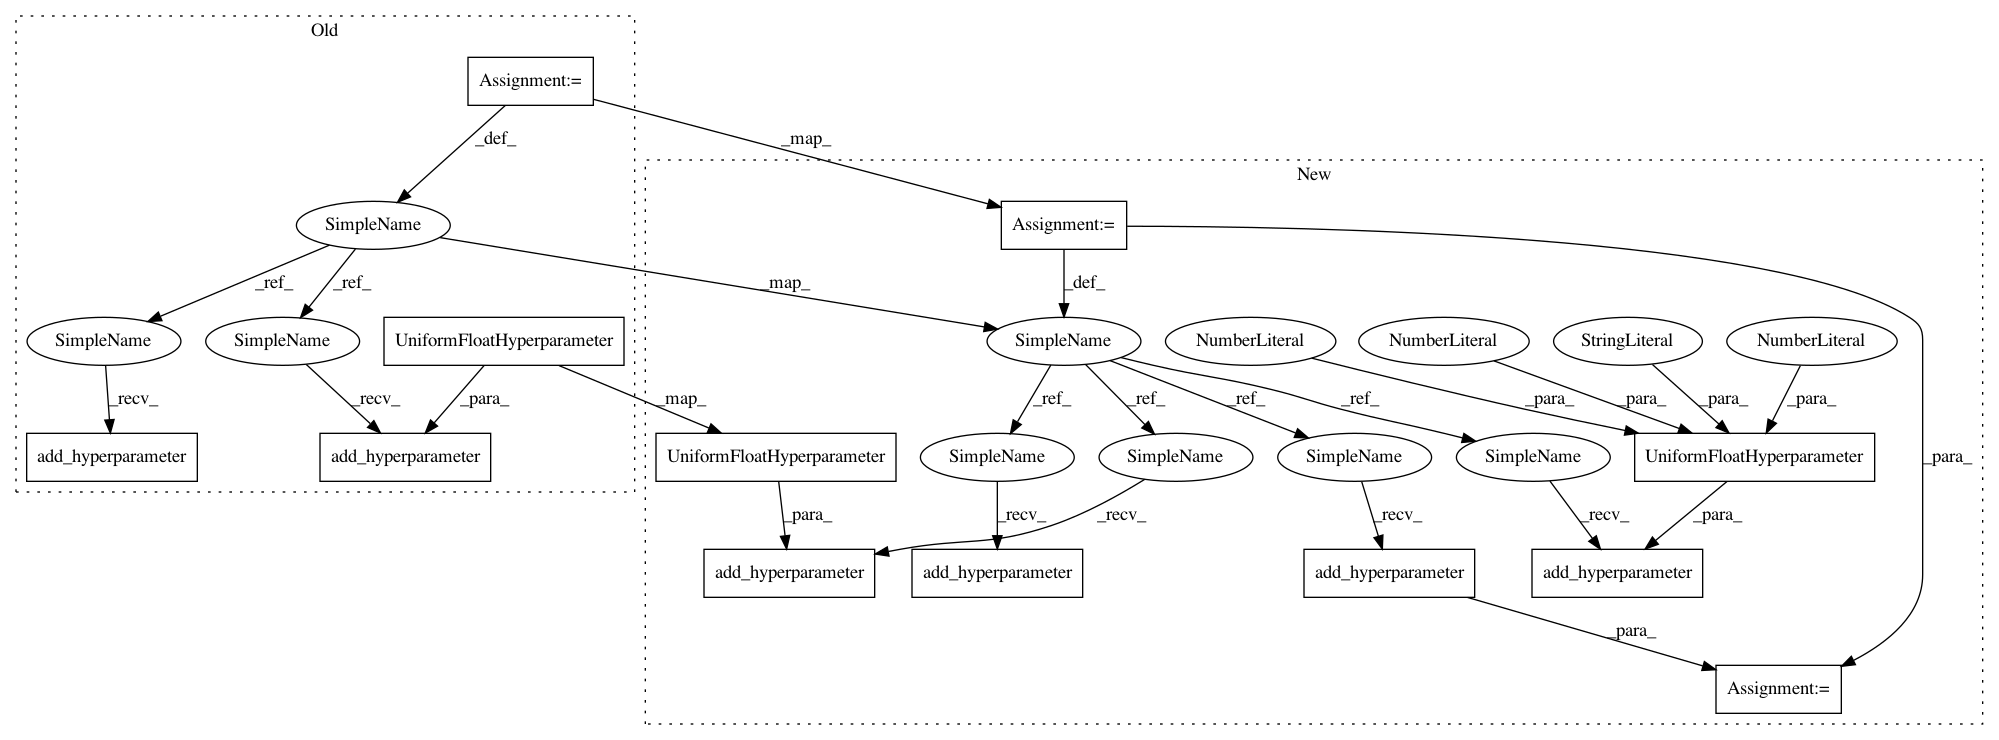 Old
Assignment:=
_def_
_map_
New
SimpleName
Assignment:=
_ref_
_ref_
_map_
_def_
SimpleName
SimpleName
UniformFloatHyperparameter
SimpleName
NumberLiteral
NumberLiteral
StringLiteral
NumberLiteral
_recv_
_recv_
_para_
_map_
_ref_
_ref_
_ref_
_ref_
_para_
_para_
_para_
_para_
add_hyperparameter
add_hyperparameter
UniformFloatHyperparameter
SimpleName
SimpleName
SimpleName
SimpleName
UniformFloatHyperparameter
_para_
_para_
_recv_
_recv_
_recv_
_recv_
_para_
add_hyperparameter
add_hyperparameter
add_hyperparameter
add_hyperparameter
_para_
Assignment:=